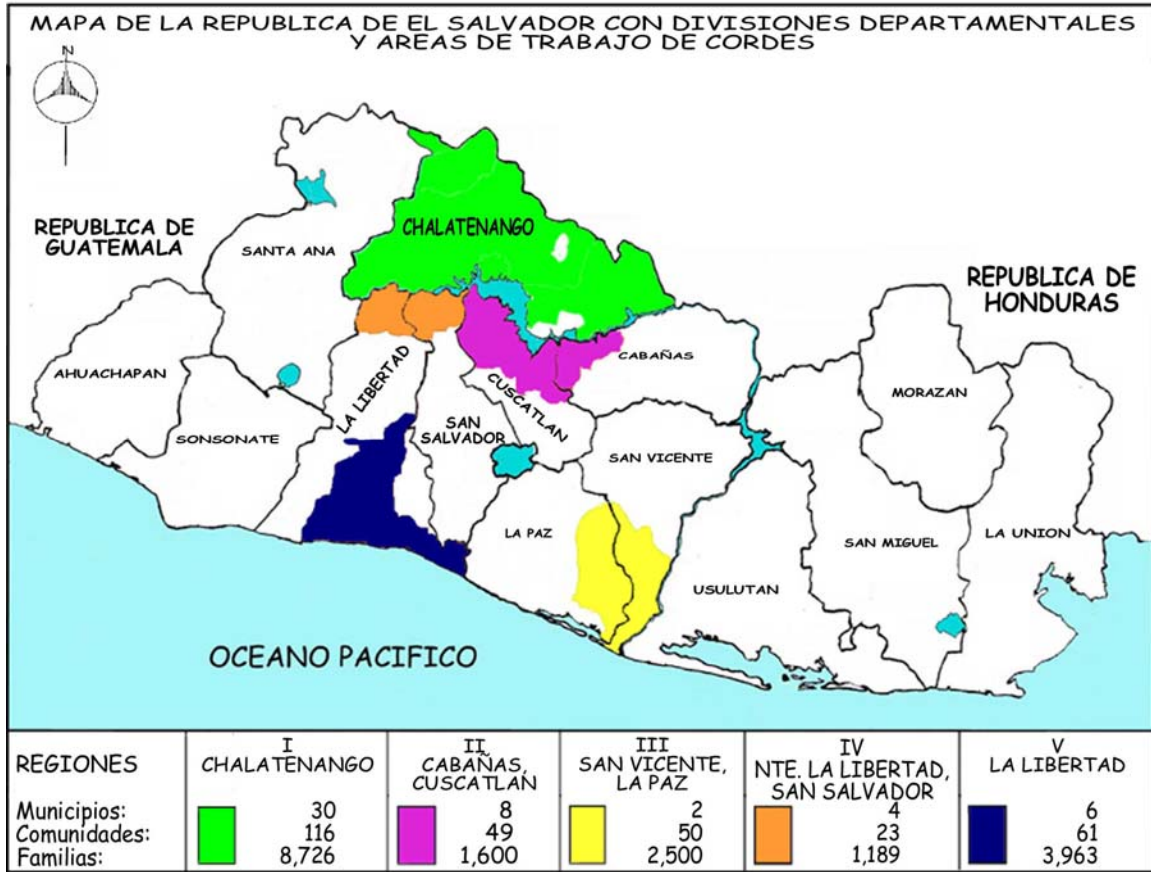 MAPA DE LA REPUBLICA DE EL SALVADOR CON DIVISIONES DEPARTAMENTALES
Y AREAS DE TRABAJO DE CORDES
N
REPUBLICA DE
GUATEMALA
SANTA ANA
CHALATENANGO
REPUBLICA DE
HONDURAS
AHUACHAPAN
SONSONATE
LA LIBERTAD
SAN
SALVADOR
CUSCATLAN
CABAÑAS
SAN VICENTE
MORAZAN
LA PAZ
USULUTAN
SAN MIGUEL
LA UNION
OCEANO PACIFICO
REGIONES
Municipios:
Comunidades:
Familias:
I
CHALATENANGO
30
116
8,726
II
CABAÑAS,
CUSCATLÁN
8
49
1,600
III
SAN VICENTE,
LA PAZ
2
50
2,500
IV
NTE. LA LIBERTAD,
SAN SALVADOR
4
23
1,189
V
LA LIBERTAD
6
61
3,963